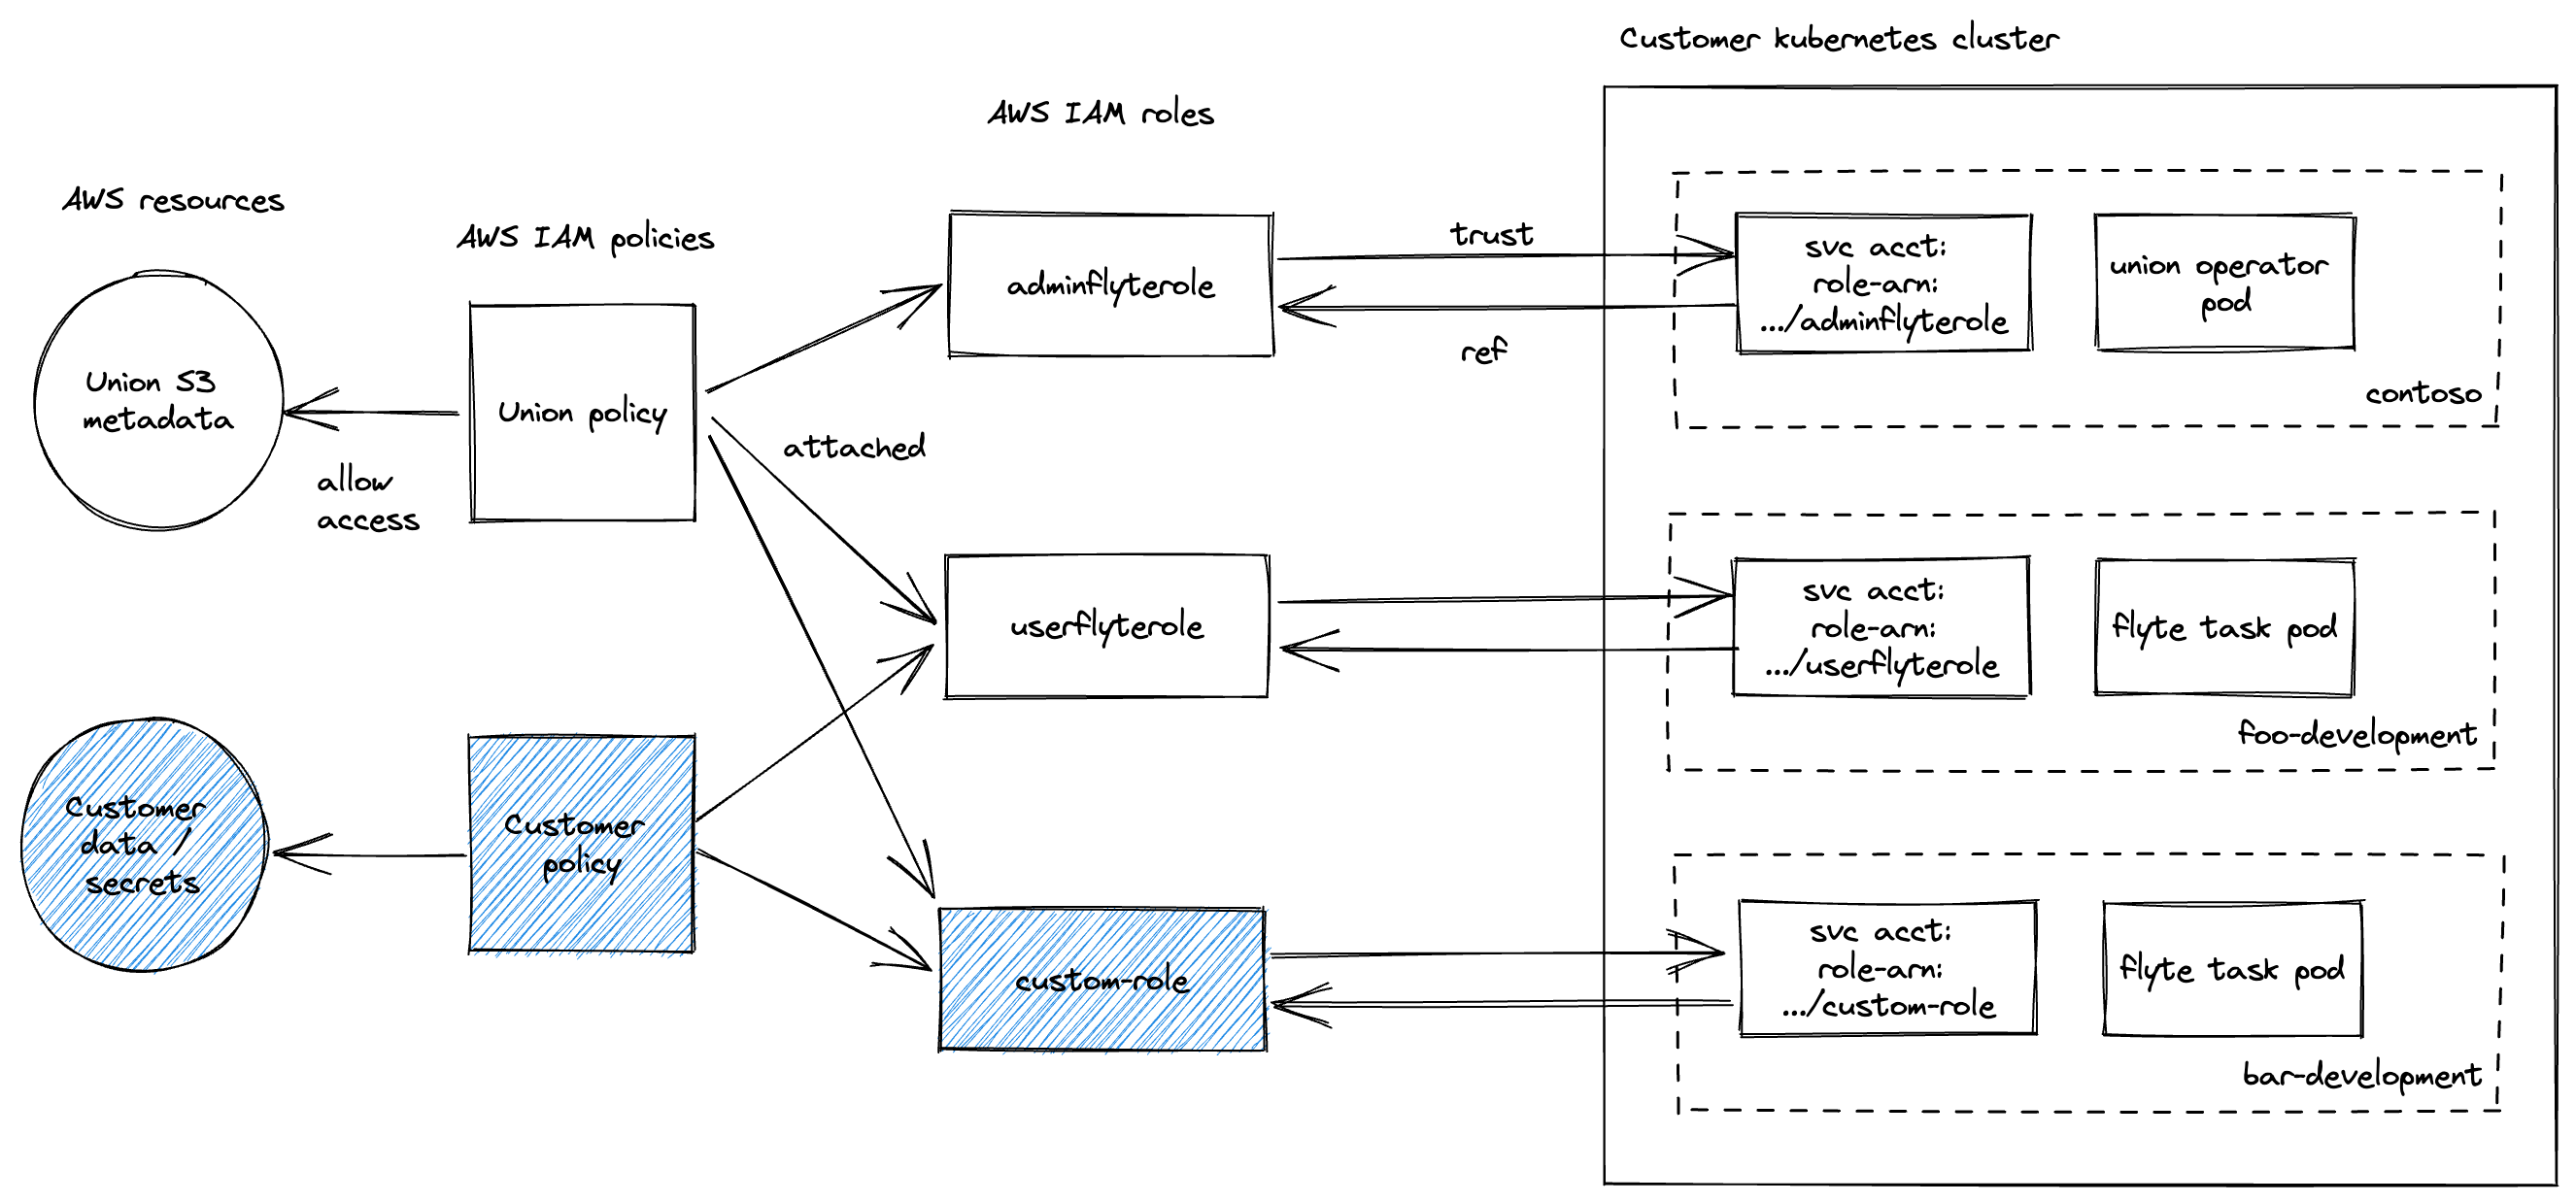 Customer kubernetes cluster
AWS IAM roles
AWS resources
AWS IAM policies
Union S3
metadata
allow
access
Union policy
attached
adminflyterole
trust
ref
svc acct:
role-arn:
.../adminflyterole
union operator
pod
contoso
userflyterole
svc acct:
role-arn:
.../userflyterole
flyte task pod
foo-development
Customer
data /
secrets
Customer
policy
custom-role
svc acct:
role-arn:
.../custom-role
flyte task pod
bar-development